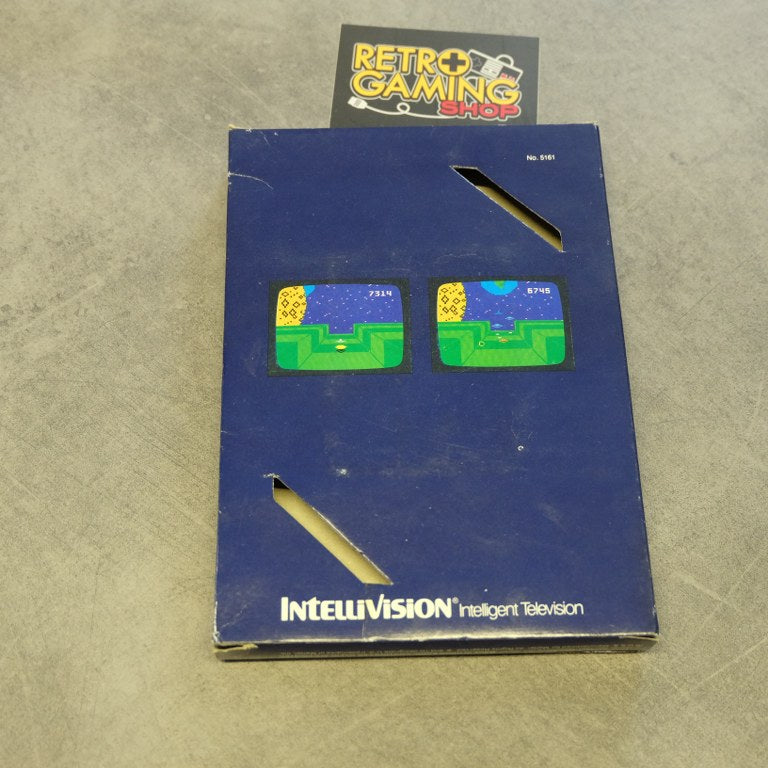 RETRO
GAMING
SHOP
No. 5161
7314
6745
INTELLIVISION® Intelligent Television